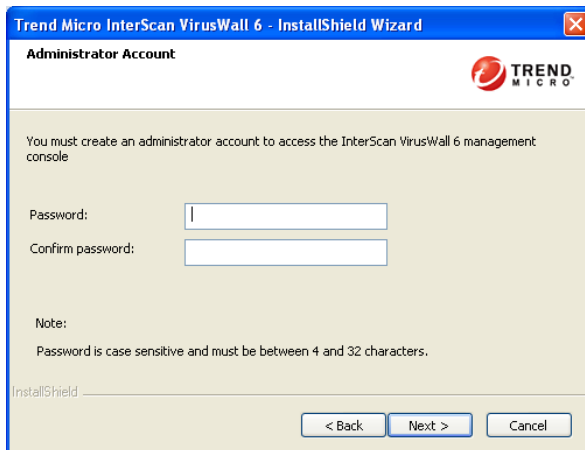 Trend Micro InterScan VirusWall 6 - InstallShield Wizard
Administrator Account
TREND
MICRO
You must create an administrator account to access the InterScan VirusWall 6 management
console
Password:
Confirm password:
Note:
Password is case sensitive and must be between 4 and 32 characters.
InstallShield
< Back
Next >
Cancel